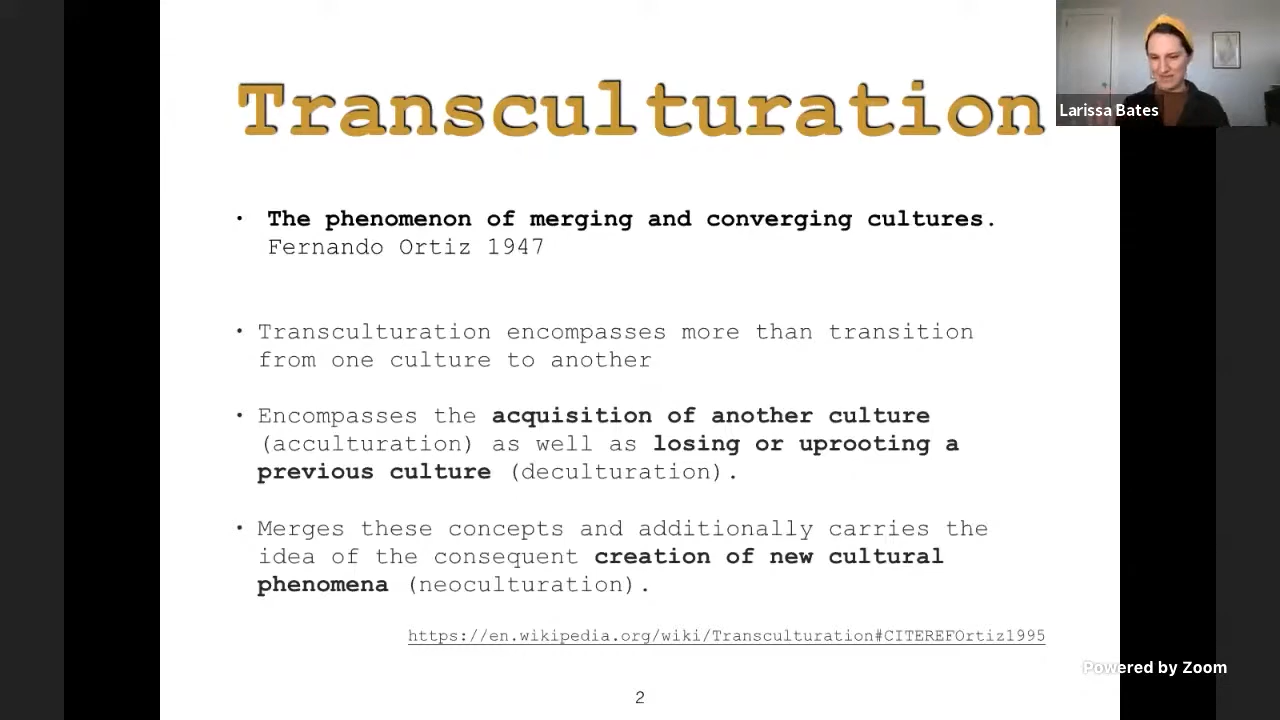 Transculturation
Larissa Bates
• The phenomenon of merging and converging cultures.
Fernando Ortiz 1947
• Transculturation encompasses more than transition
from one culture to another
• Encompasses the acquisition of another culture
(acculturation) as well as losing or uprooting a
previous culture (deculturation).
• Merges these concepts and additionally carries the
idea of the consequent creation of new cultural
phenomena (neoculturation).
https://en.wikipedia.org/wiki/Transculturation#CITEREFOrtiz1995
Powered by Zoom
2